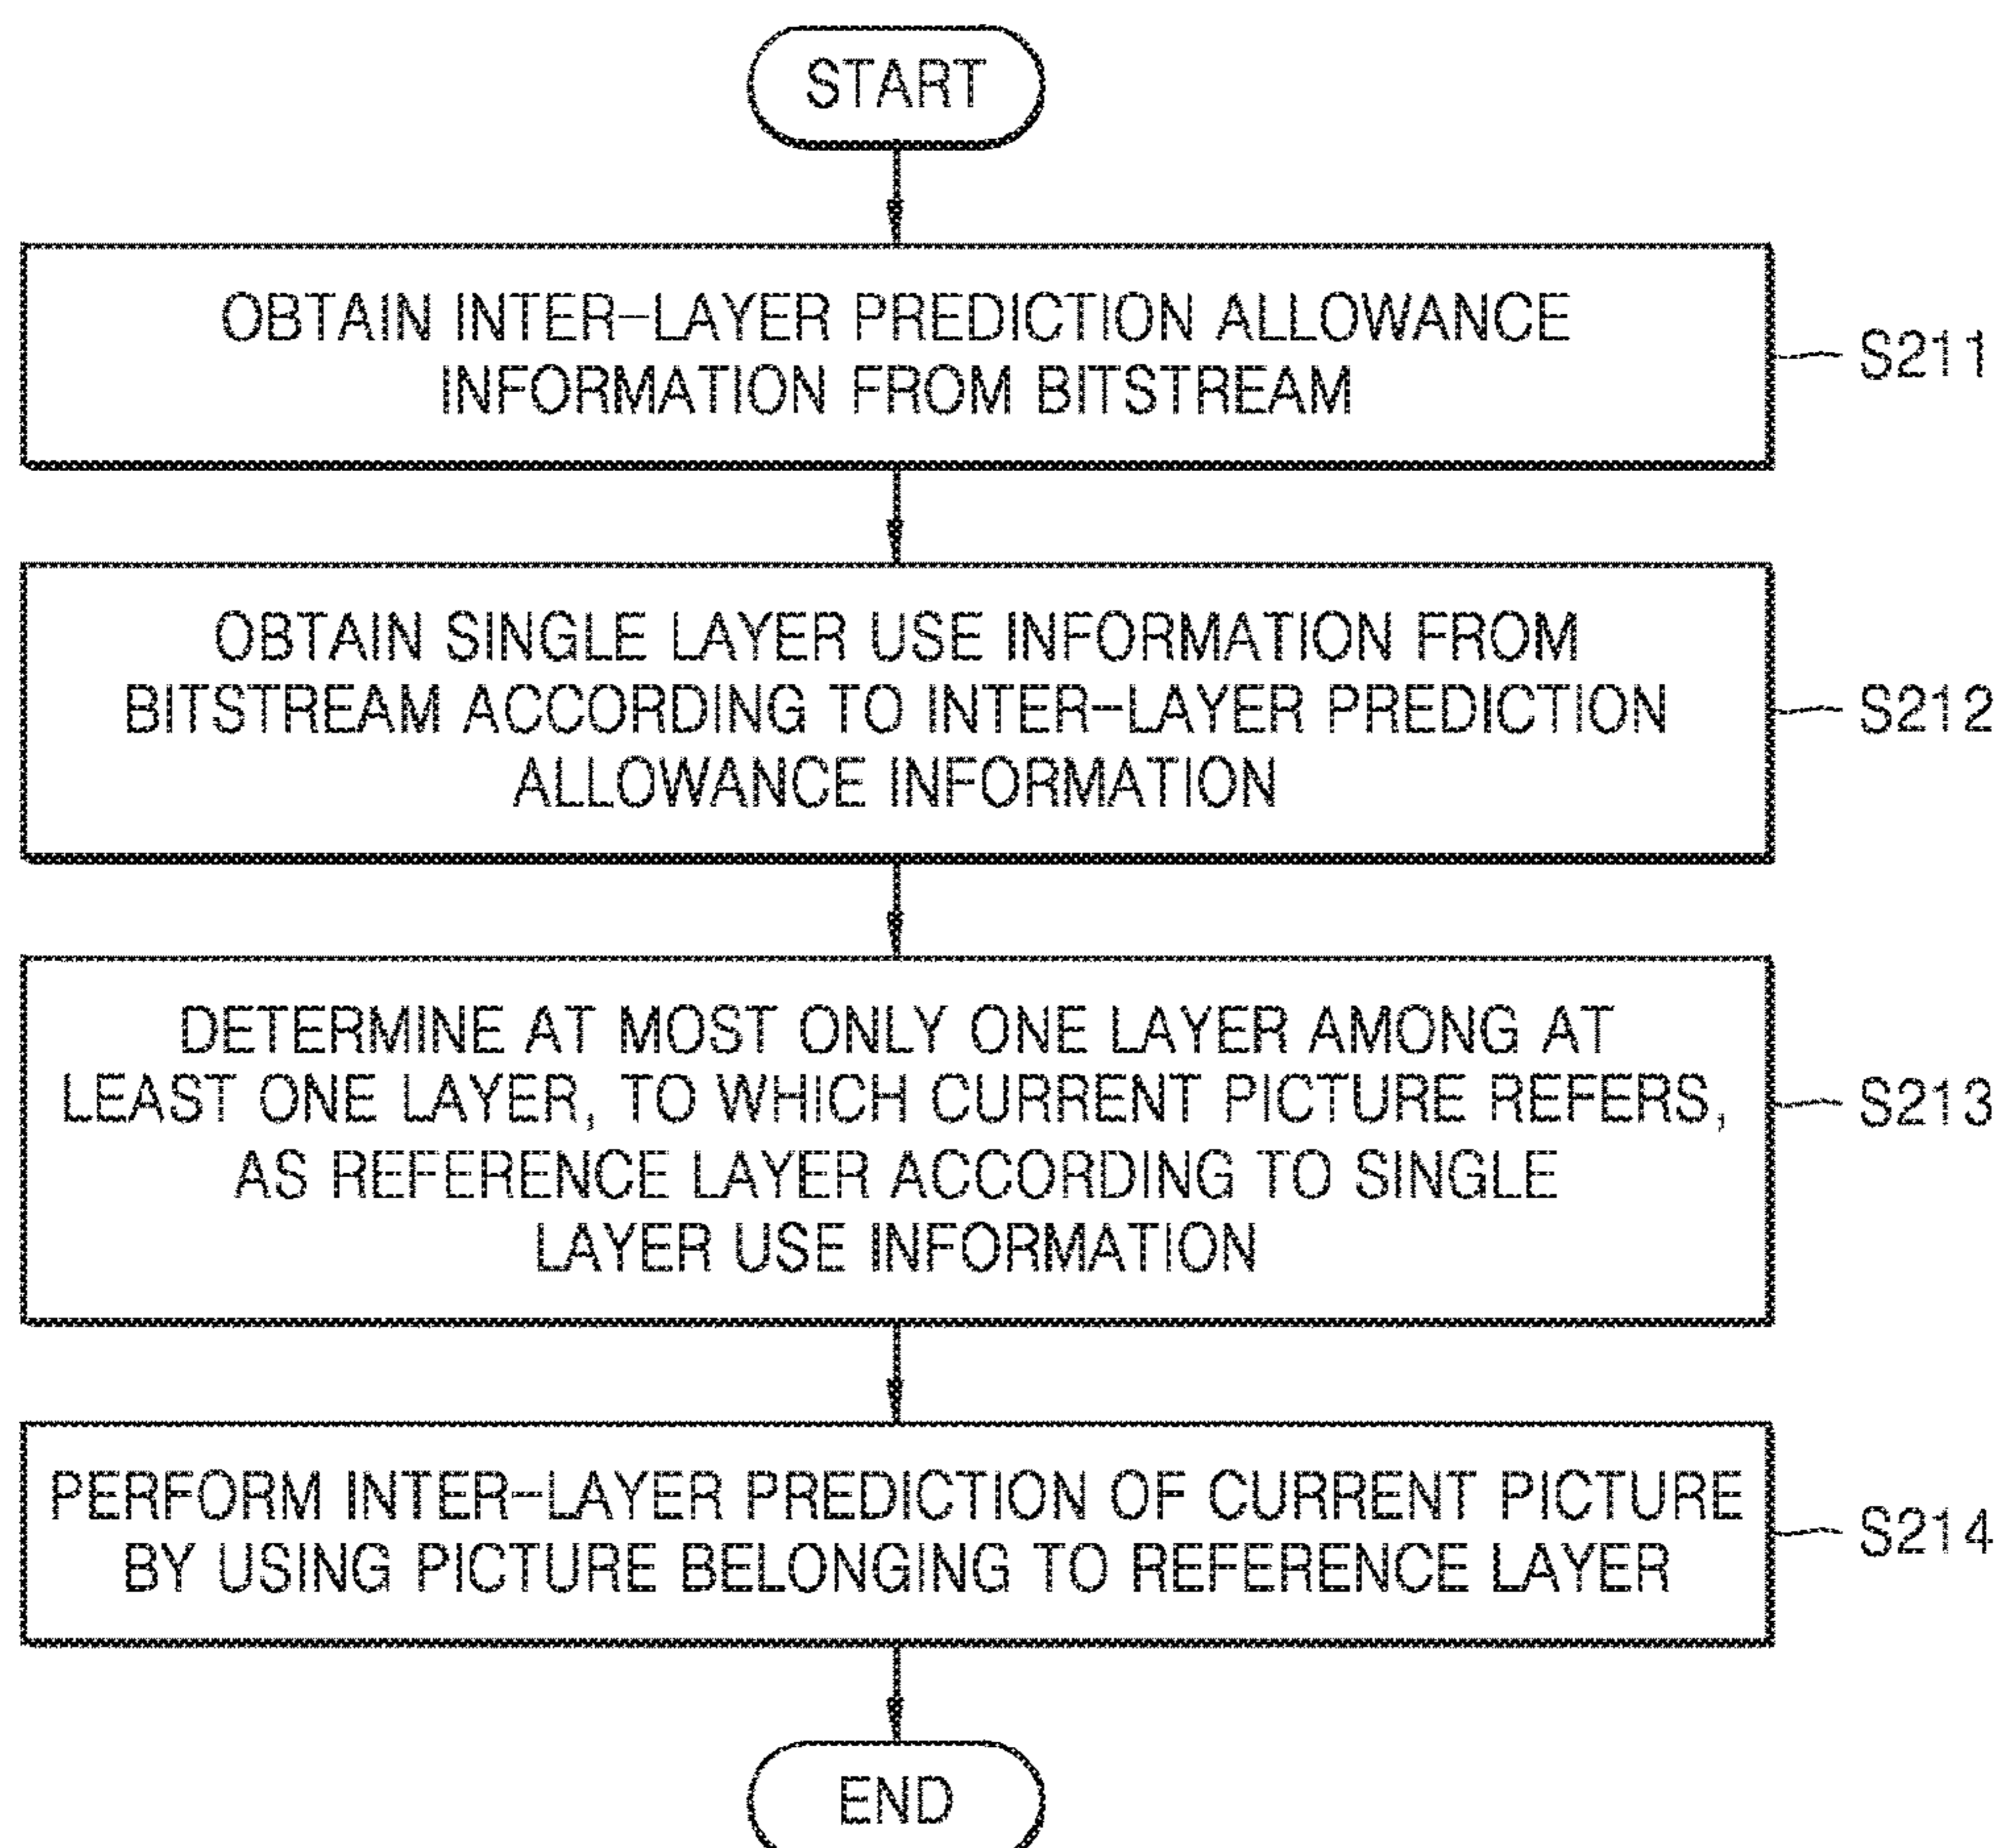 START
OBTAIN INTER-LAYER PREDICTION ALLOWANCE
INFORMATION FROM BITSTREAM
S211
OBTAIN SINGLE LAYER USE INFORMATION FROM
BITSTREAM ACCORDING TO INTER-LAYER PREDICTION
ALLOWANCE INFORMATION
S212
DETERMINE AT MOST ONLY ONE LAYER AMONG AT
LEAST ONE LAYER, TO WHICH CURRENT PICTURE REFERS,
AS REFERENCE LAYER ACCORDING TO SINGLE
LAYER USE INFORMATION
S213
PERFORM INTER-LAYER PREDICTION OF CURRENT PICTURE
BY USING PICTURE BELONGING TO REFERENCE LAYER
S214
END